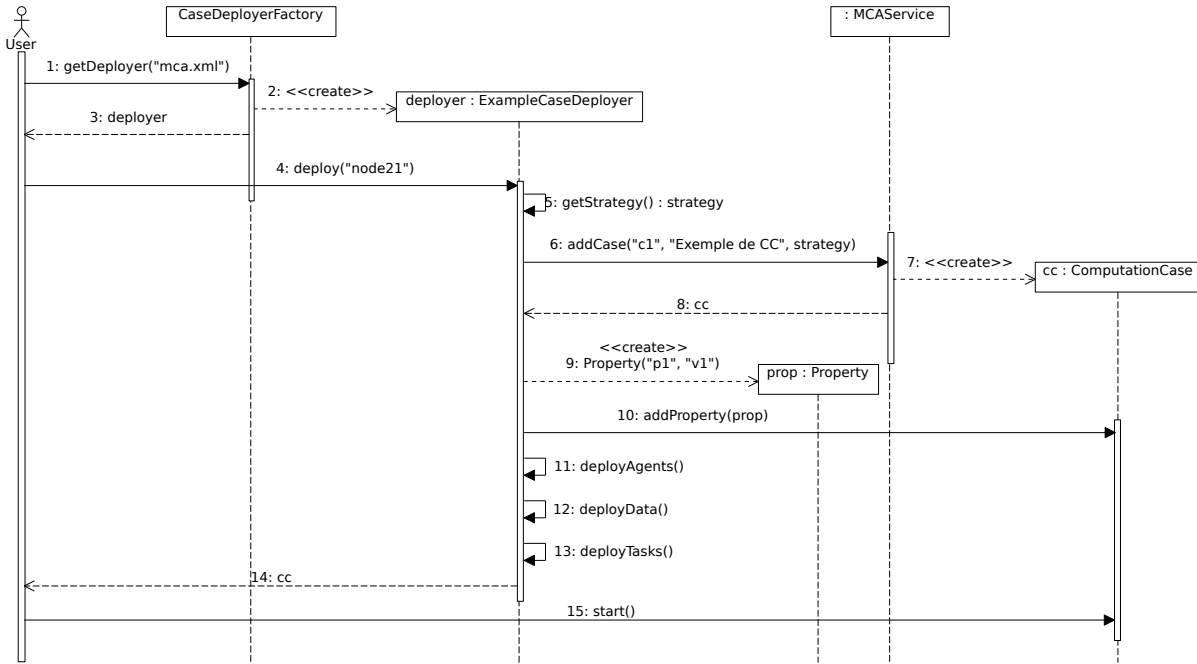 CaseDeployerFactory
: MCAService
User
1: getDeployer("mca.xml")
2: <<create>>
deployer : ExampleCaseDeployer
3: deployer
4: deploy("node21")
5: getStrategy() : strategy
6: addCase("c1", "Exemple de CC", strategy)
7: <<create>>
cc : ComputationCase
8: cc
<<create>>
9: Property("p1", "v1")
prop : Property
10: addProperty(prop)
11: deployAgents()
12: deployData()
13: deployTasks()
14: cc
15: start()